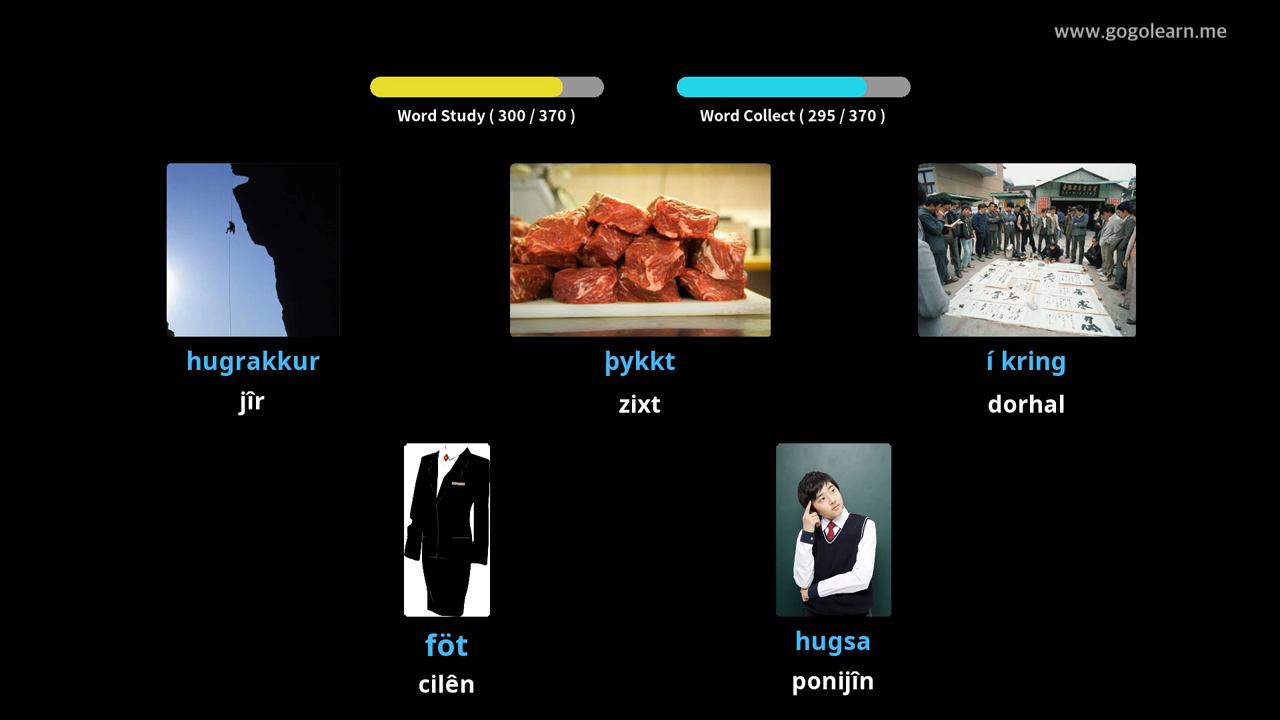 www.gogolearn.me
Word Study ( 300 / 370 )
Word Collect ( 295 / 370 )
hugrakkur
jîr
þykkt
zixt
í kring
dorhal
föt
cilên
hugsa
ponijîn